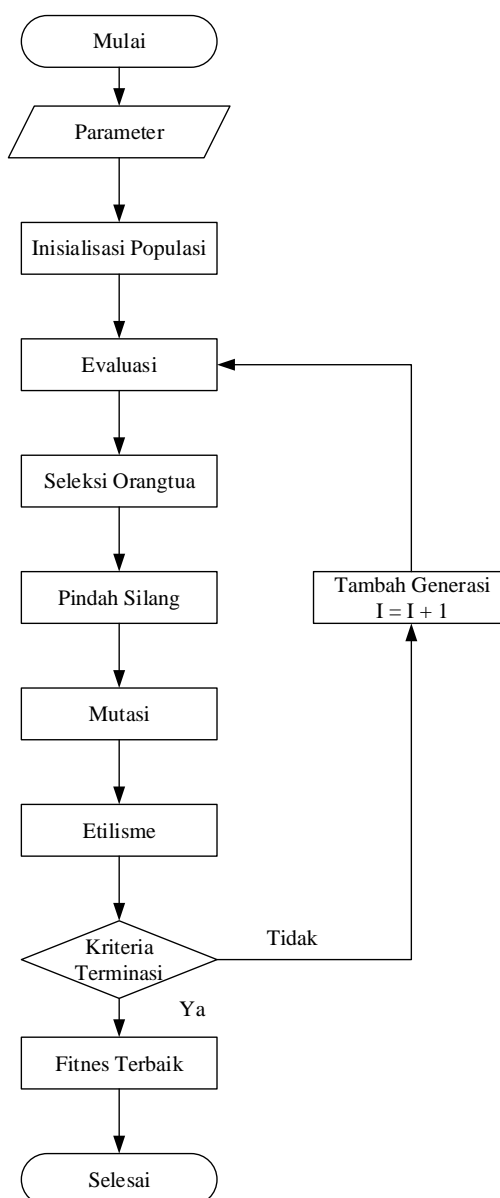 Mulai
Parameter
Inisialisasi Populasi
Evaluasi
Seleksi Orangtua
Pindah Silang
Tambah Generasi
I = I + 1
Mutasi
Etilisme
Kriteria
Terminasi
Tidak
Ya
Fitnes Terbaik
Selesai